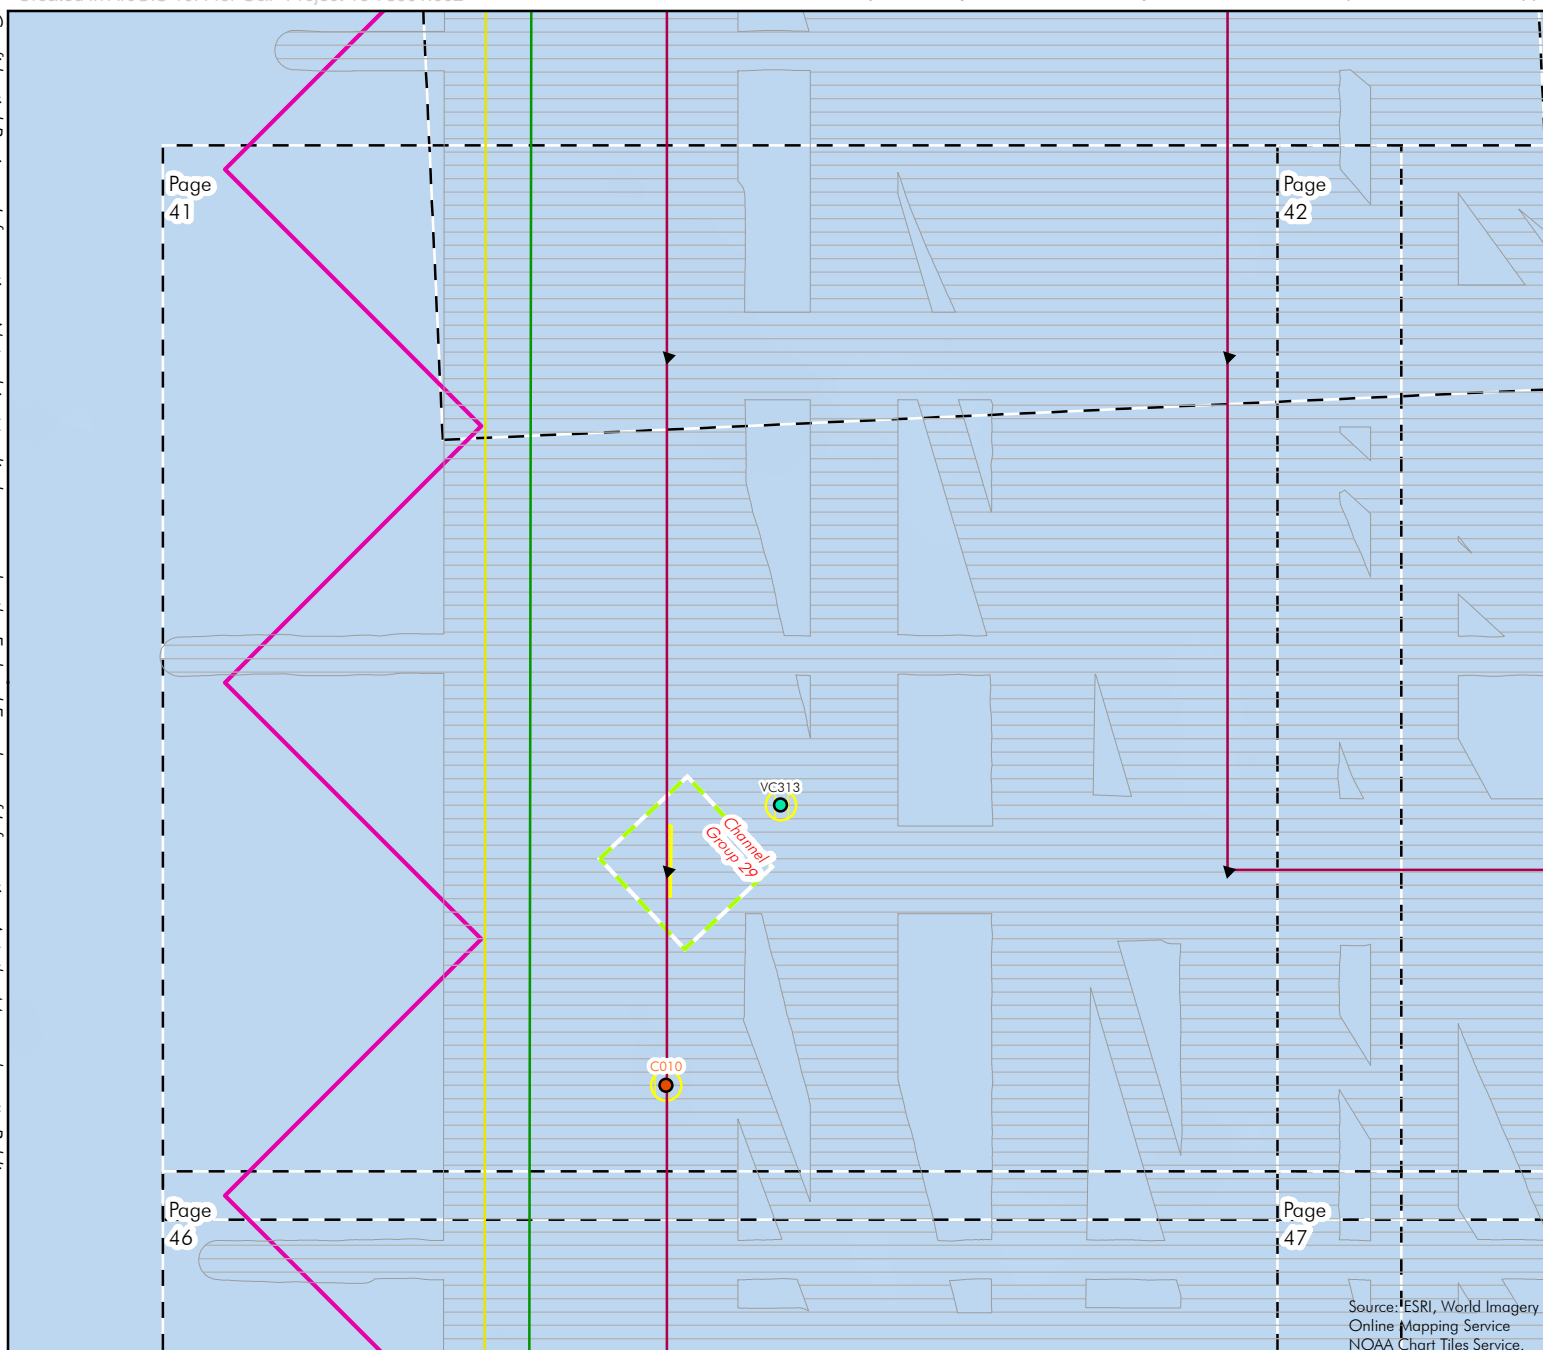 Page
41
Page
42
VC313
Channel
Group 29
C010
Page
46
Page
47
Source: ESRI, World Imagery
Online Mapping Service
NOAA Chart Tiles Service.